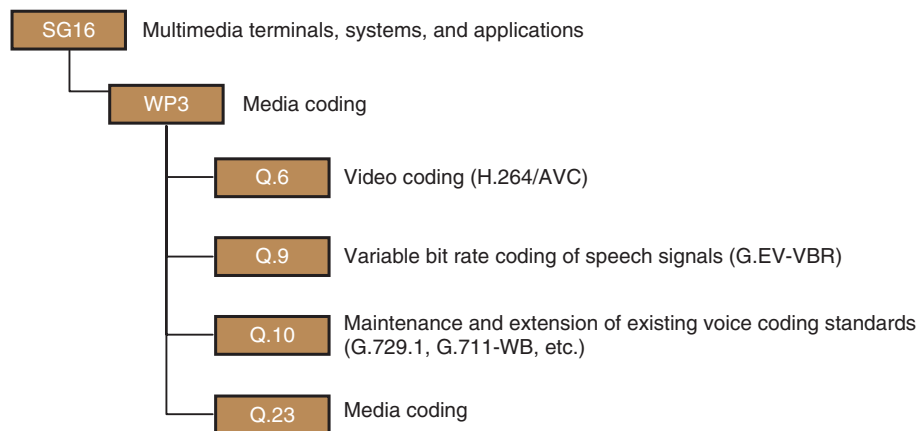 SG16 Multimedia terminals, systems, and applications
WP3 Media coding
Q.6 Video coding (H.264/AVC)
Q.9 Variable bit rate coding of speech signals (G.EV-VBR)
Q.10 Maintenance and extension of existing voice coding standards
(G.729.1, G.711-WB, etc.)
Q.23 Media coding